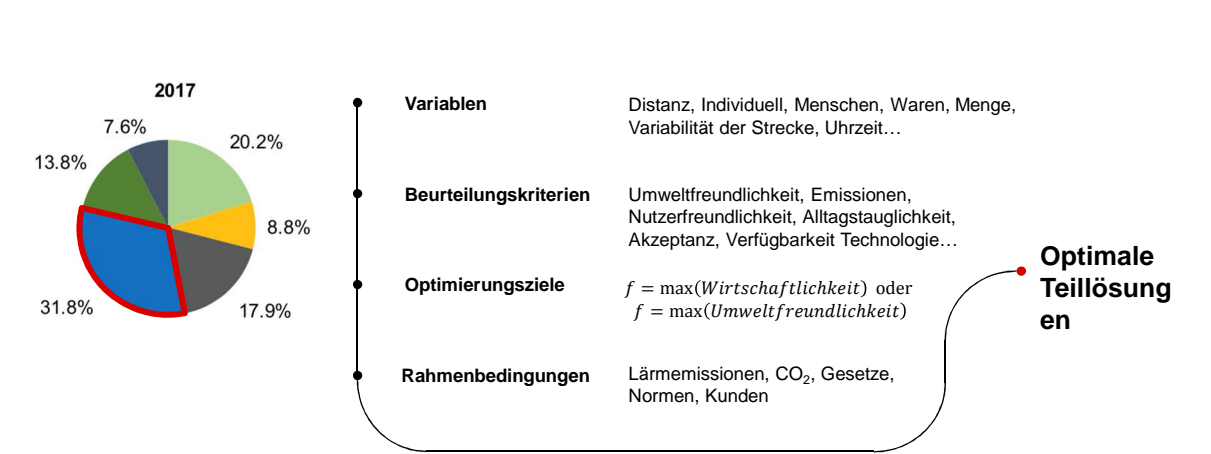 2017
7.6%
20.2%
13.8%
8.8%
31.8%
17.9%
Variablen
Distanz, Individuell, Menschen, Waren, Menge,
Variabilität der Strecke, Uhrzeit…
Beurteilungskriterien
Umweltfreundlichkeit, Emissionen,
Nutzerfreundlichkeit, Alltagstauglichkeit,
Akzeptanz, Verfügbarkeit Technologie…
Optimierungsziele
f = max(Wirtschaftlichkeit) oder
f = max(Umweltfreundlichkeit)
Rahmenbedingungen
Lärmemissionen, CO₂, Gesetze,
Normen, Kunden
Optimale
Teillösung
en